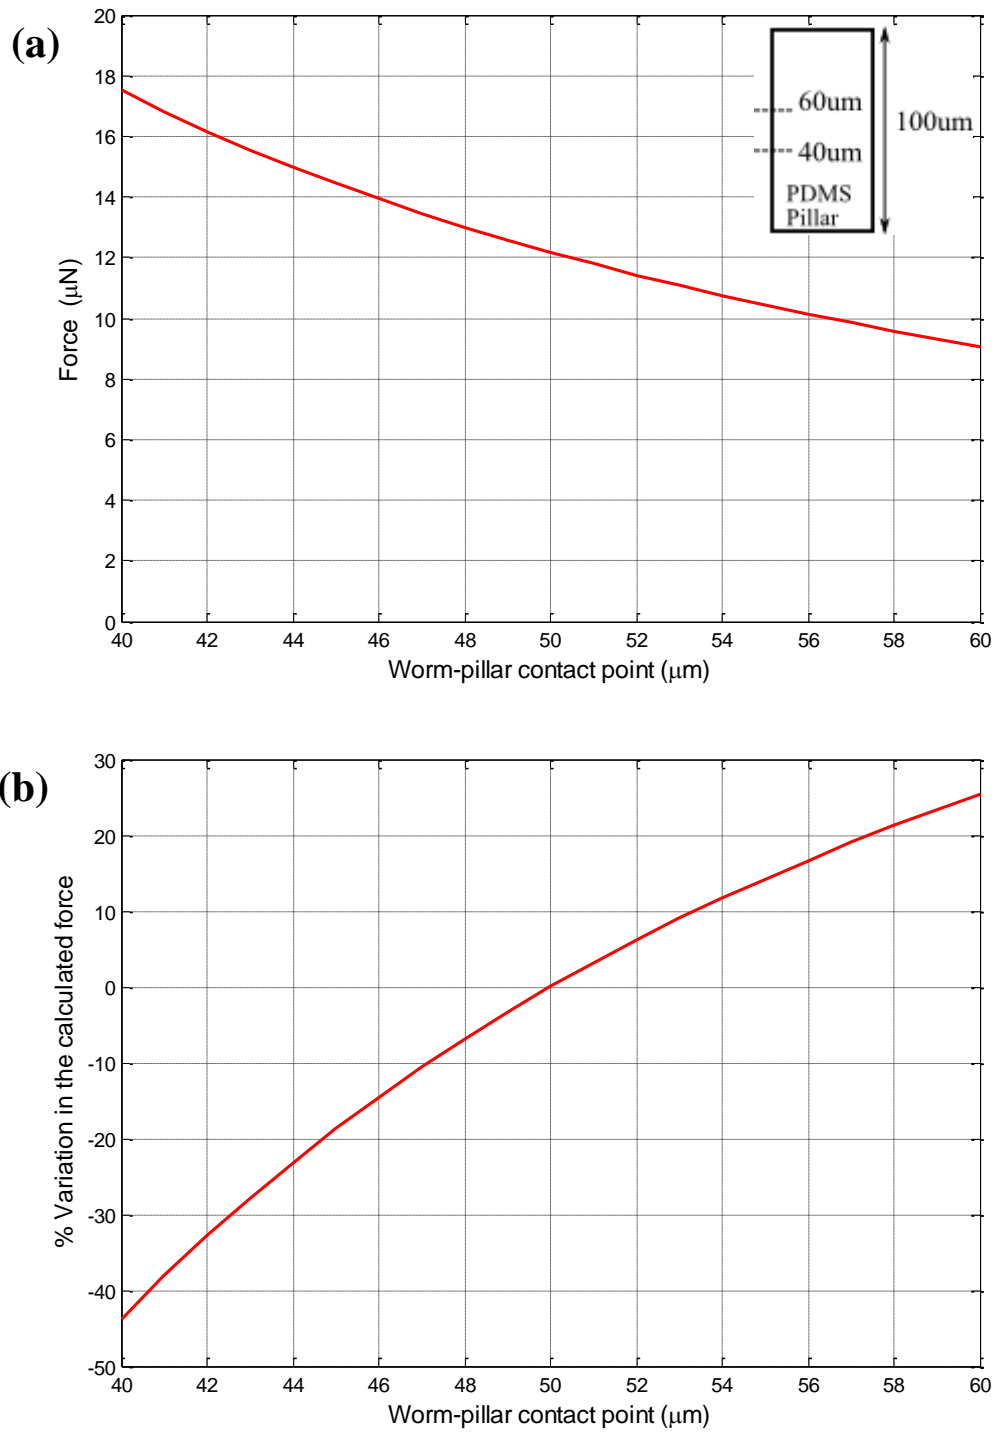 (a)
20
18
16
14
12
10
8
6
4
2
0
Force (μN)
60um
40um
100um
PDMS
Pillar
40 42 44 46 48 50 52 54 56 58 60
Worm-pillar contact point (μm)
(b)
30
20
10
0
-10
-20
-30
-40
-50
% Variation in the calculated force
40 42 44 46 48 50 52 54 56 58 60
Worm-pillar contact point (μm)